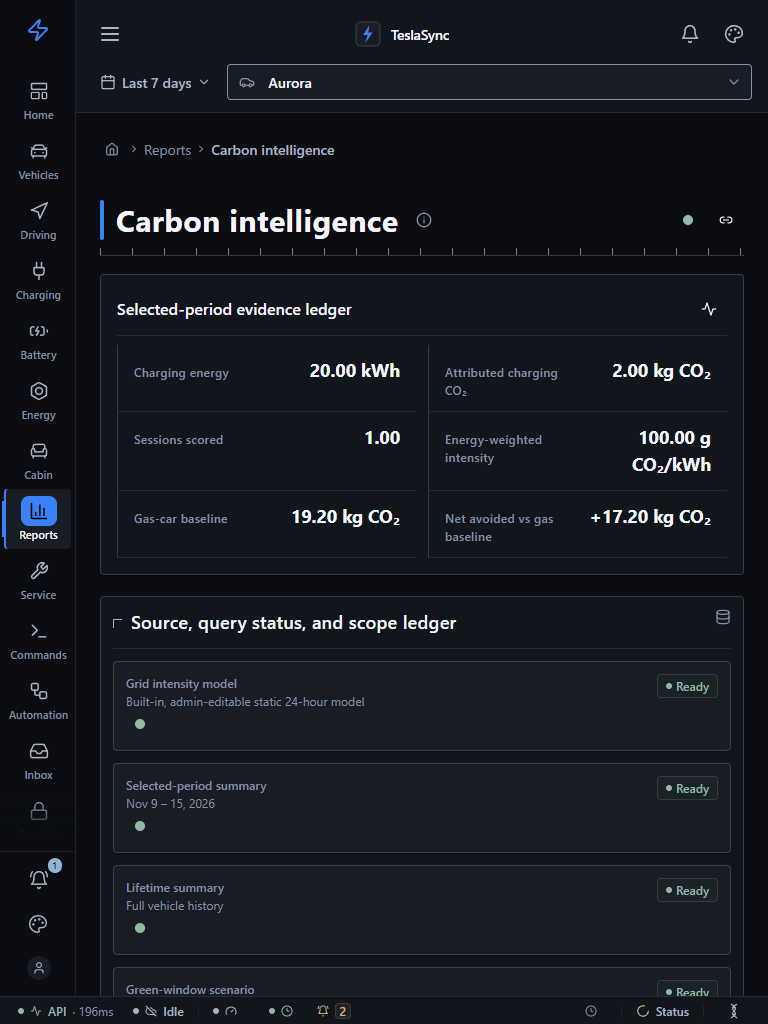 TeslaSync
Last 7 days
Aurora
Home
Vehicles
Driving
Charging
Battery
Energy
Cabin
Reports
Service
Commands
Automation
Inbox
1
Reports
Carbon intelligence
Carbon intelligence
Selected-period evidence ledger
Charging energy
20.00 kWh
Attributed charging
CO₂
2.00 kg CO₂
Sessions scored
1.00
Energy-weighted
intensity
100.00 g
CO₂/kWh
Gas-car baseline
19.20 kg CO₂
Net avoided vs gas
baseline
+17.20 kg CO₂
Source, query status, and scope ledger
Grid intensity model
Built-in, admin-editable static 24-hour model
Ready
Selected-period summary
Nov 9 – 15, 2026
Ready
Lifetime summary
Full vehicle history
Ready
Green-window scenario
Ready
API · 196ms
Idle
2
Status